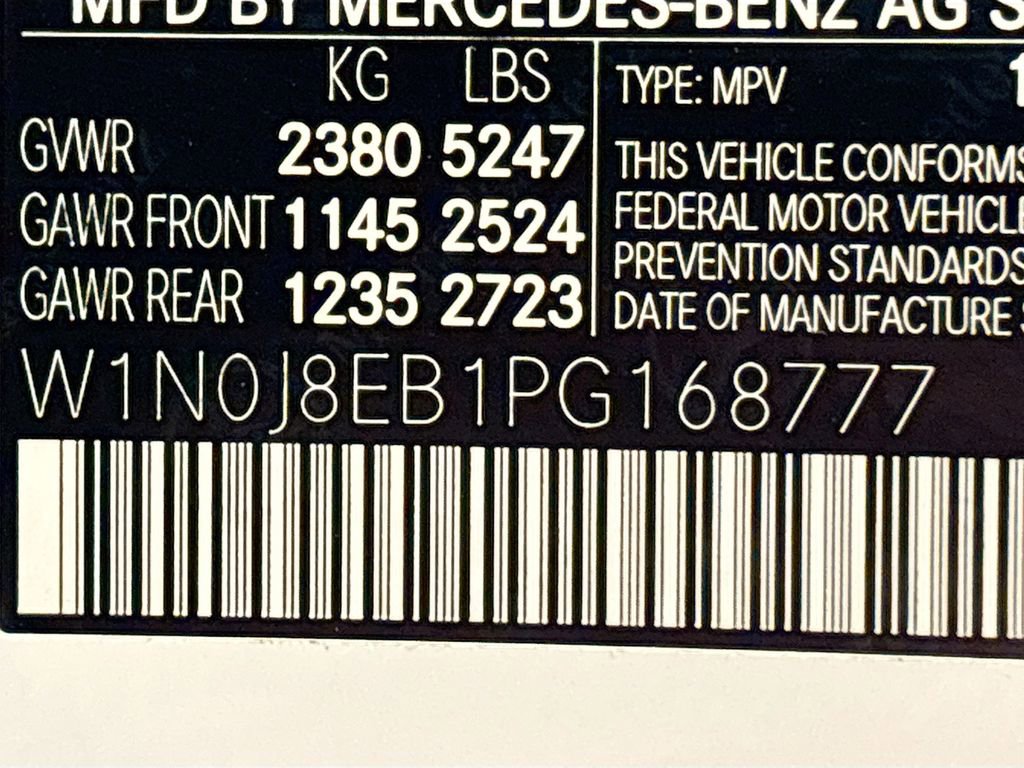 MFD BY MERCEDES-BENZ AG S
KG LBS
GVWR 2380 5247
GAWR FRONT 1145 2524
GAWR REAR 1235 2723
TYPE: MPV 1
THIS VEHICLE CONFORMS
FEDERAL MOTOR VEHICLE
PREVENTION STANDARDS
DATE OF MANUFACTURE
W1N0J8EB1PG168777